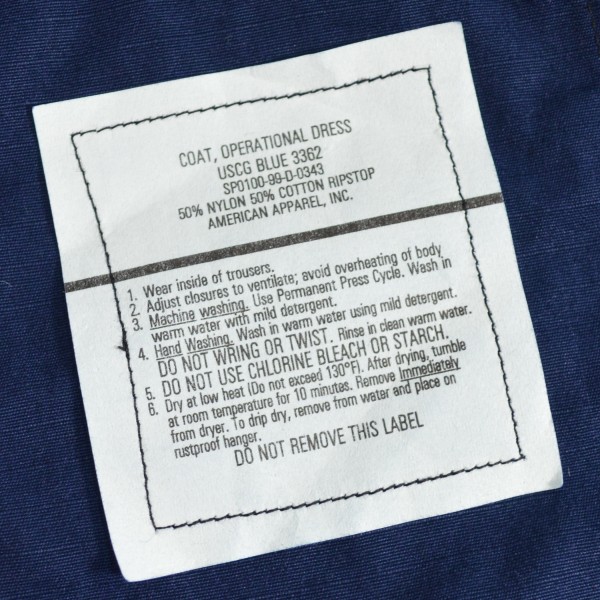 COAT, OPERATIONAL DRESS
USCG BLUE 3362
SP0100-99-D-0343
50% NYLON 50% COTTON RIPSTOP
AMERICAN APPAREL, INC.
1. Wear inside of trousers.
2. Adjust closures to ventilate; avoid overheating of body
3. Machine washing. Use Permanent Press Cycle. Wash in
warm water with mild detergent.
4. Hand Washing. Wash in warm water using mild detergent.
DO NOT WRING OR TWIST. Rinse in clean warm water.
5. DO NOT USE CHLORINE BLEACH OR STARCH.
6. Dry at low heat (Do not exceed 130°F). After drying, tumble
at room temperature for 10 minutes. Remove Immediately
from dryer. To drip dry, remove from water and place on
rustproof hanger.
DO NOT REMOVE THIS LABEL